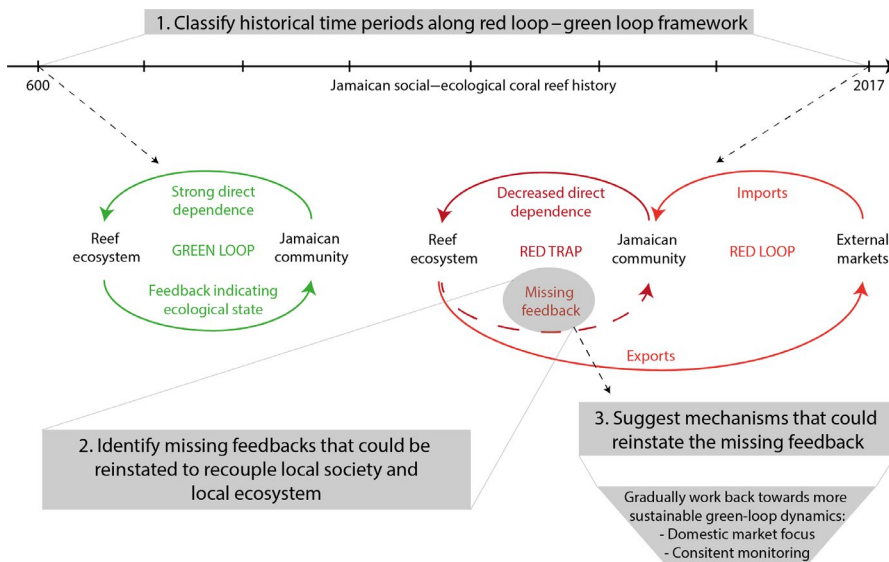 1. Classify historical time periods along red loop–green loop framework
600
Jamaican social–ecological coral reef history
2017
Strong direct
dependence
Reef
ecosystem
GREEN LOOP
Jamaican
community
Feedback indicating
ecological state
Decreased direct
dependence
Reef
ecosystem
RED TRAP
Jamaican
community
Missing
feedback
Imports
RED LOOP
External
markets
Exports
2. Identify missing feedbacks that could be
reinstated to recouple local society and
local ecosystem
3. Suggest mechanisms that could
reinstate the missing feedback
Gradually work back towards more
sustainable green-loop dynamics:
- Domestic market focus
- Consitent monitoring